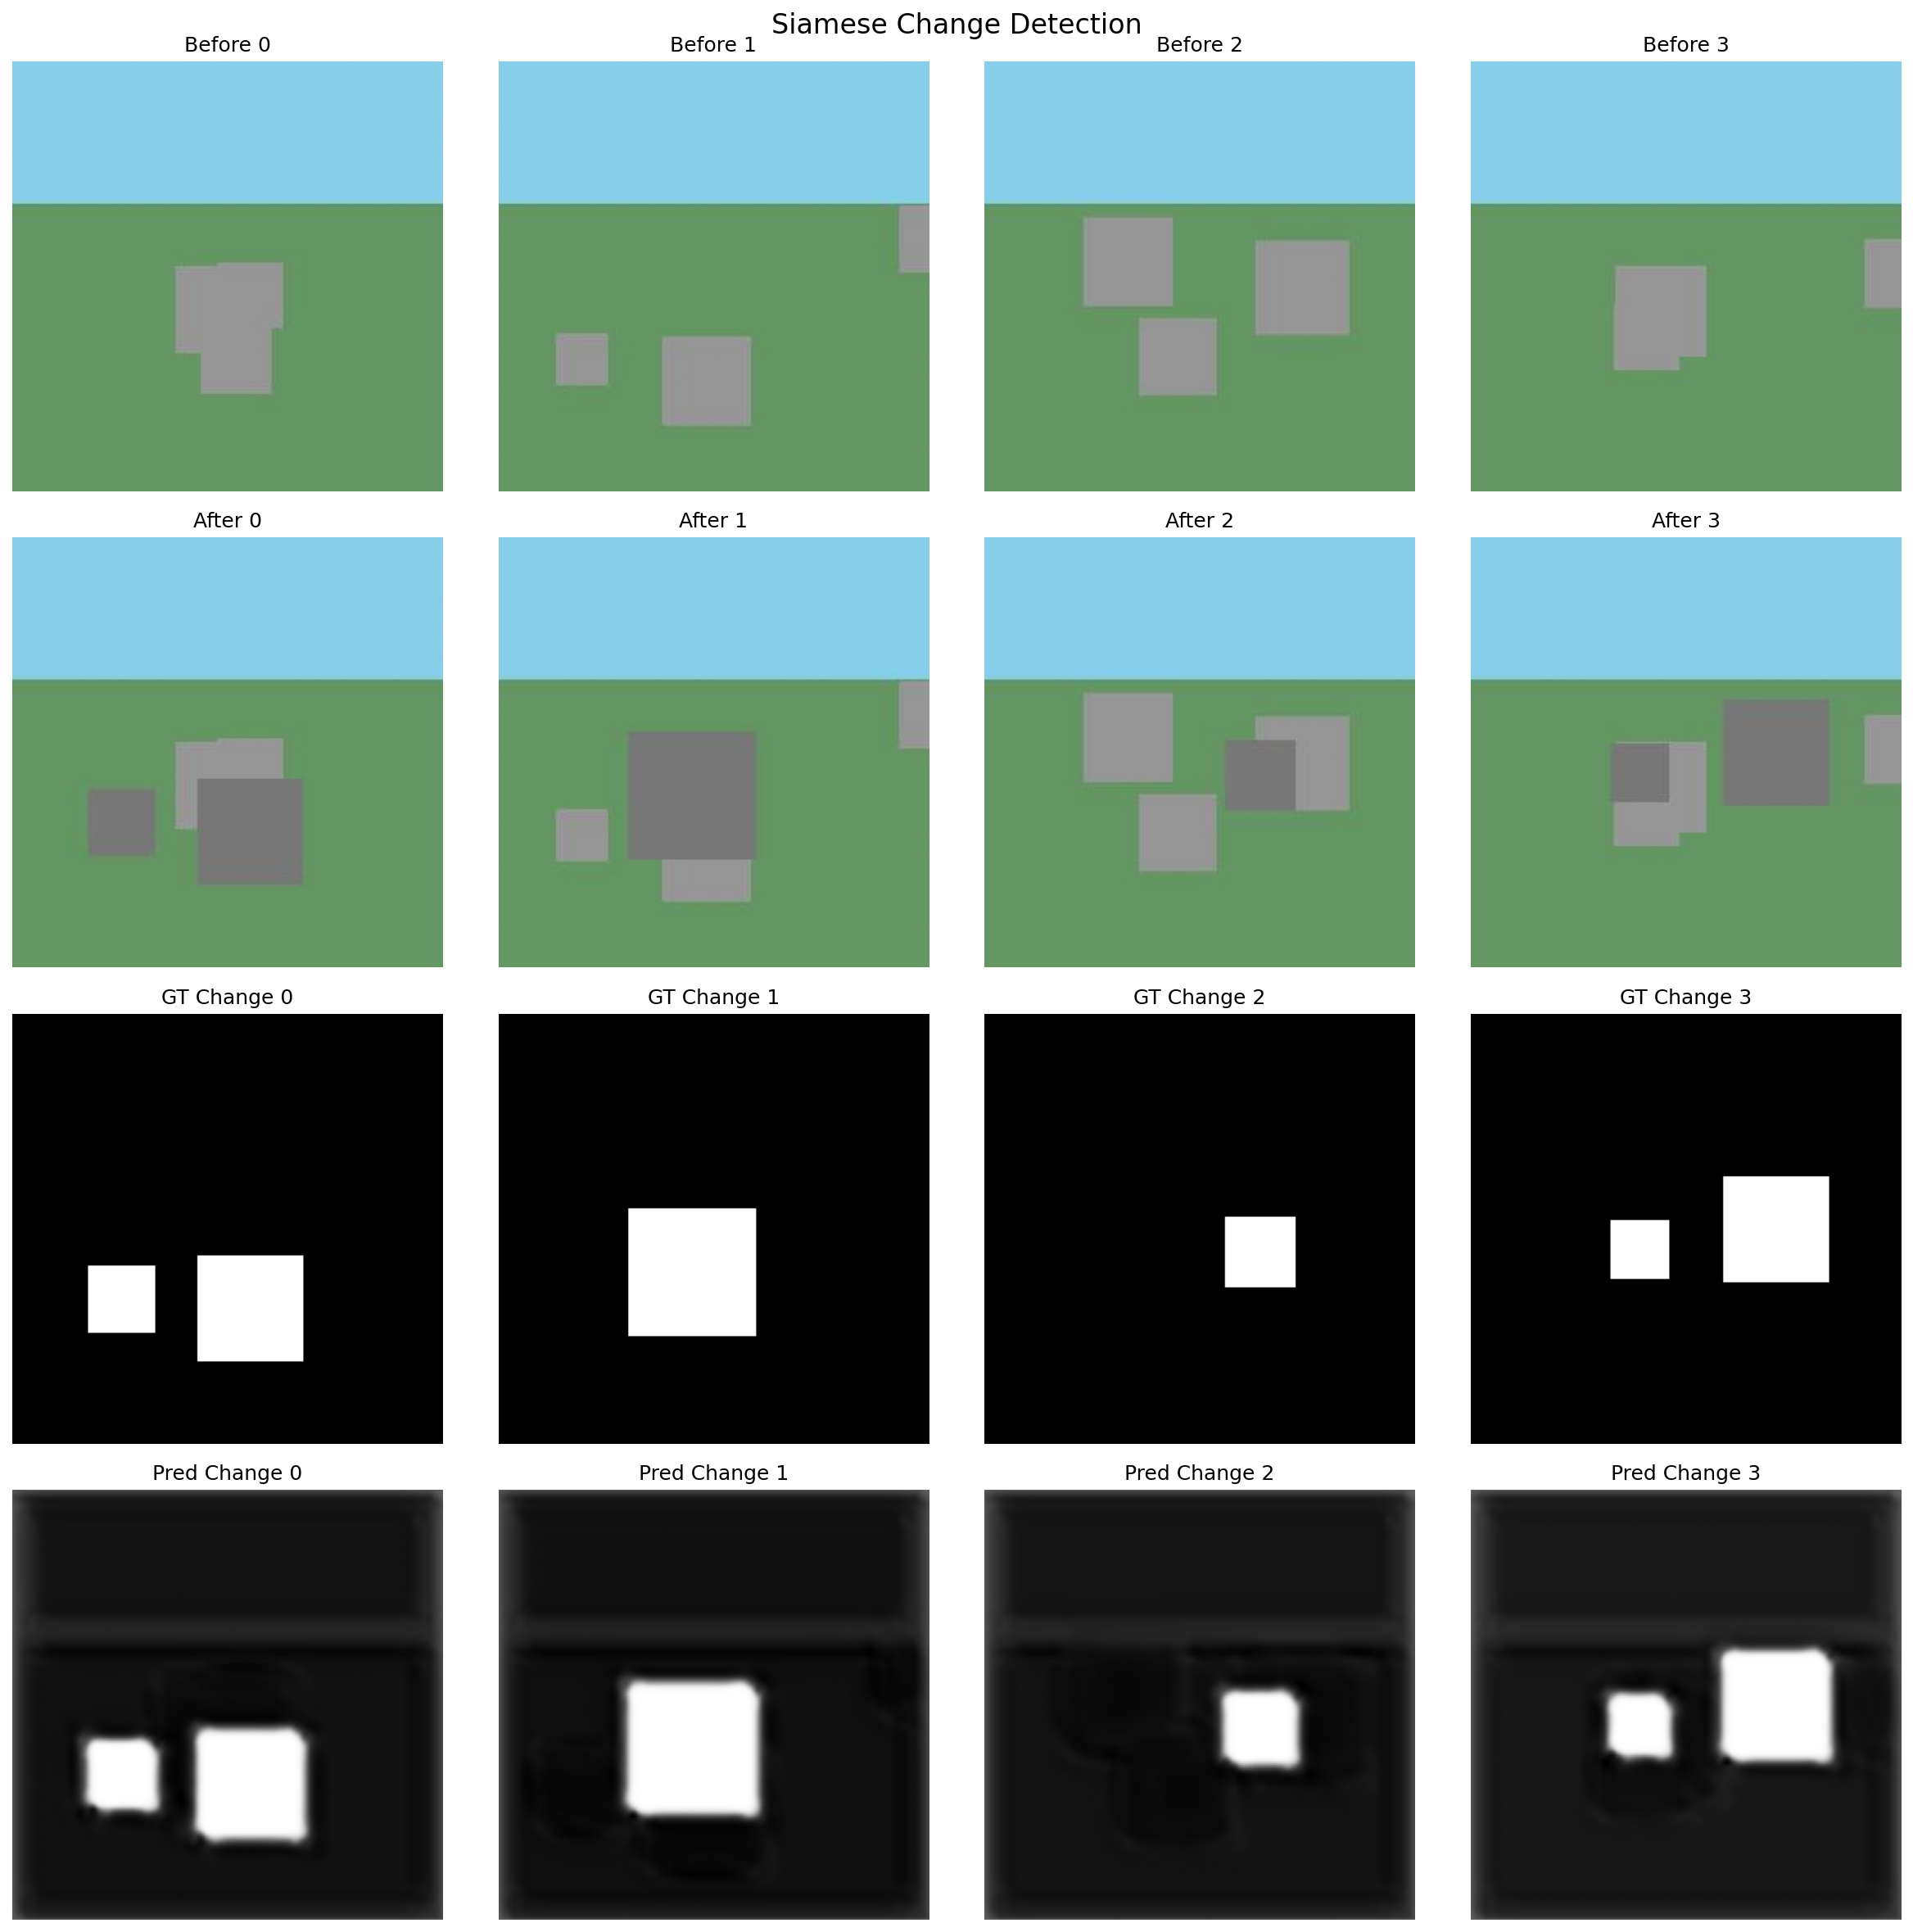 Siamese Change Detection
Before 0
Before 1
Before 2
Before 3
After 0
After 1
After 2
After 3
GT Change 0
GT Change 1
GT Change 2
GT Change 3
Pred Change 0
Pred Change 1
Pred Change 2
Pred Change 3